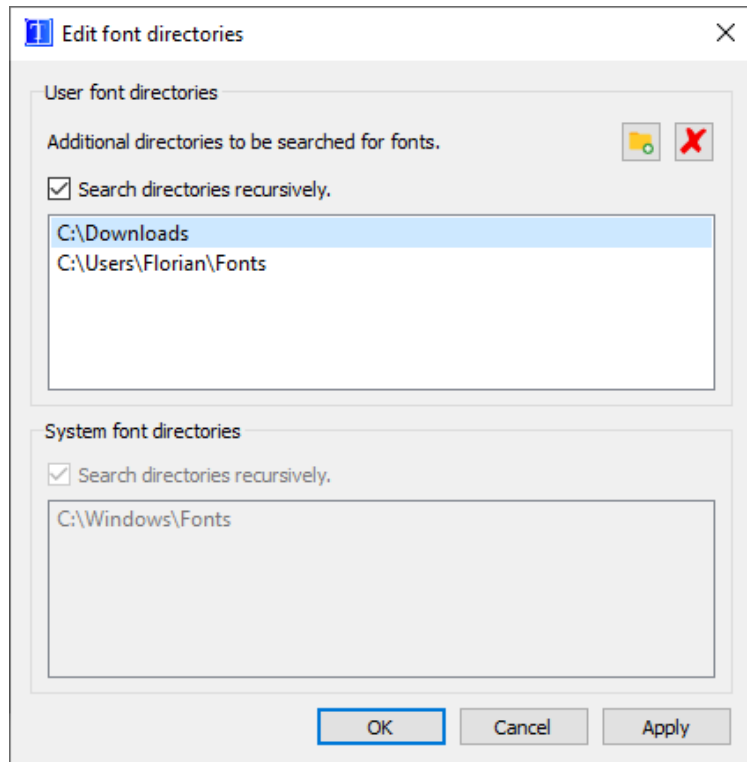 Edit font directories
User font directories
Additional directories to be searched for fonts.
Search directories recursively.
C:\Downloads
C:\Users\Florian\Fonts
System font directories
Search directories recursively.
C:\Windows\Fonts
OK Cancel Apply